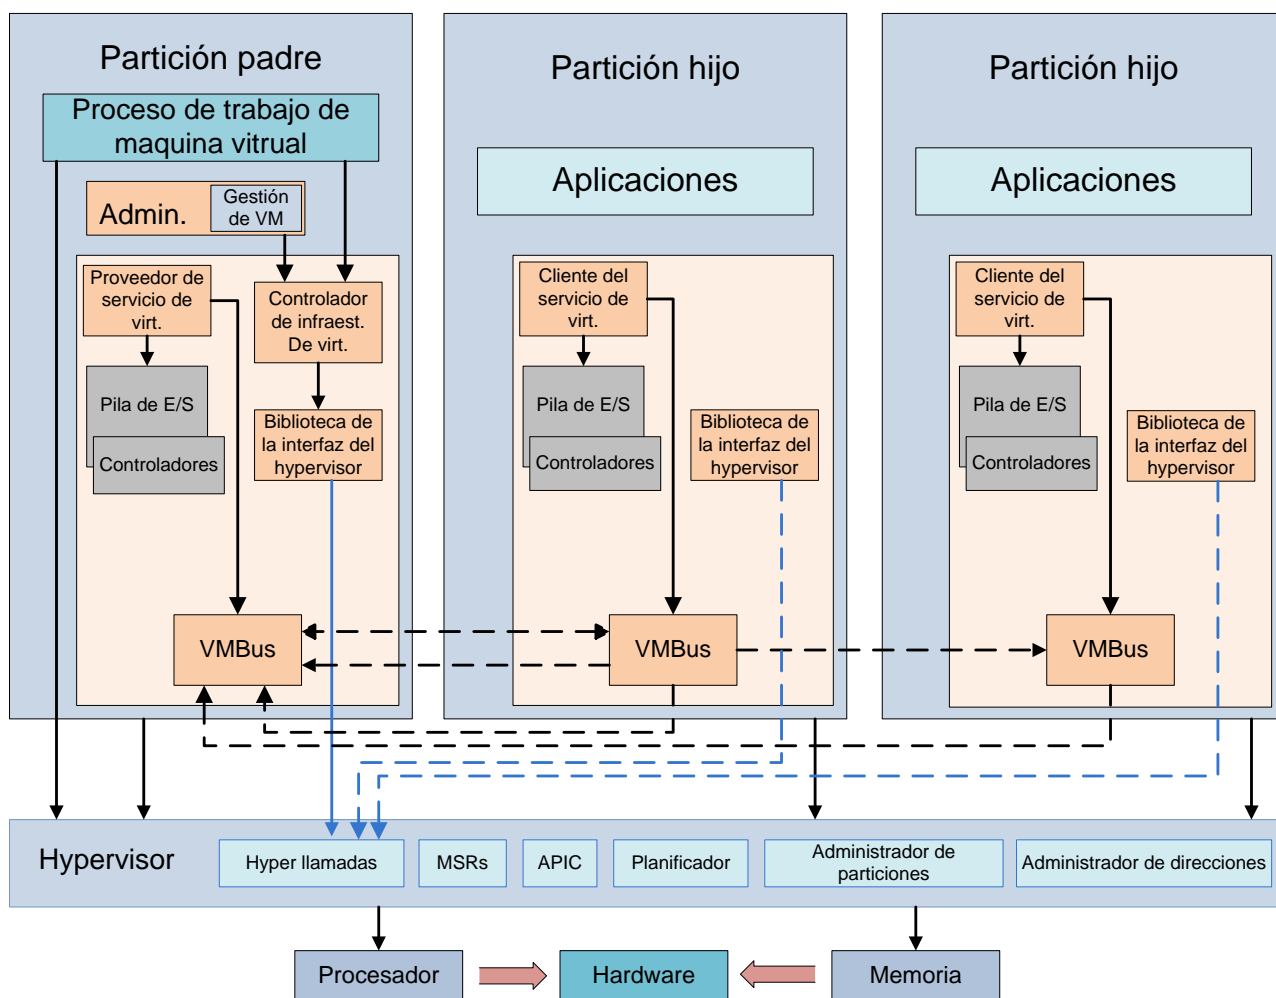 Partición padre
Proceso de trabajo de
maquina vitrual
Admin.
Gestión
de VM
Proveedor de
servicio de
virt.
Controlador
de infraest.
De virt.
Pila de E/S
Controladores
Biblioteca de
la interfaz del
hypervisor
VMBus
Partición hijo
Aplicaciones
Cliente del
servicio de
virt.
Pila de E/S
Controladores
Biblioteca de
la interfaz del
hypervisor
VMBus
Partición hijo
Aplicaciones
Cliente del
servicio de
virt.
Pila de E/S
Controladores
Biblioteca de
la interfaz del
hypervisor
VMBus
Hypervisor
Hyper llamadas
MSRs
APIC
Planificador
Administrador de
particiones
Administrador de direcciones
Procesador
Hardware
Memoria